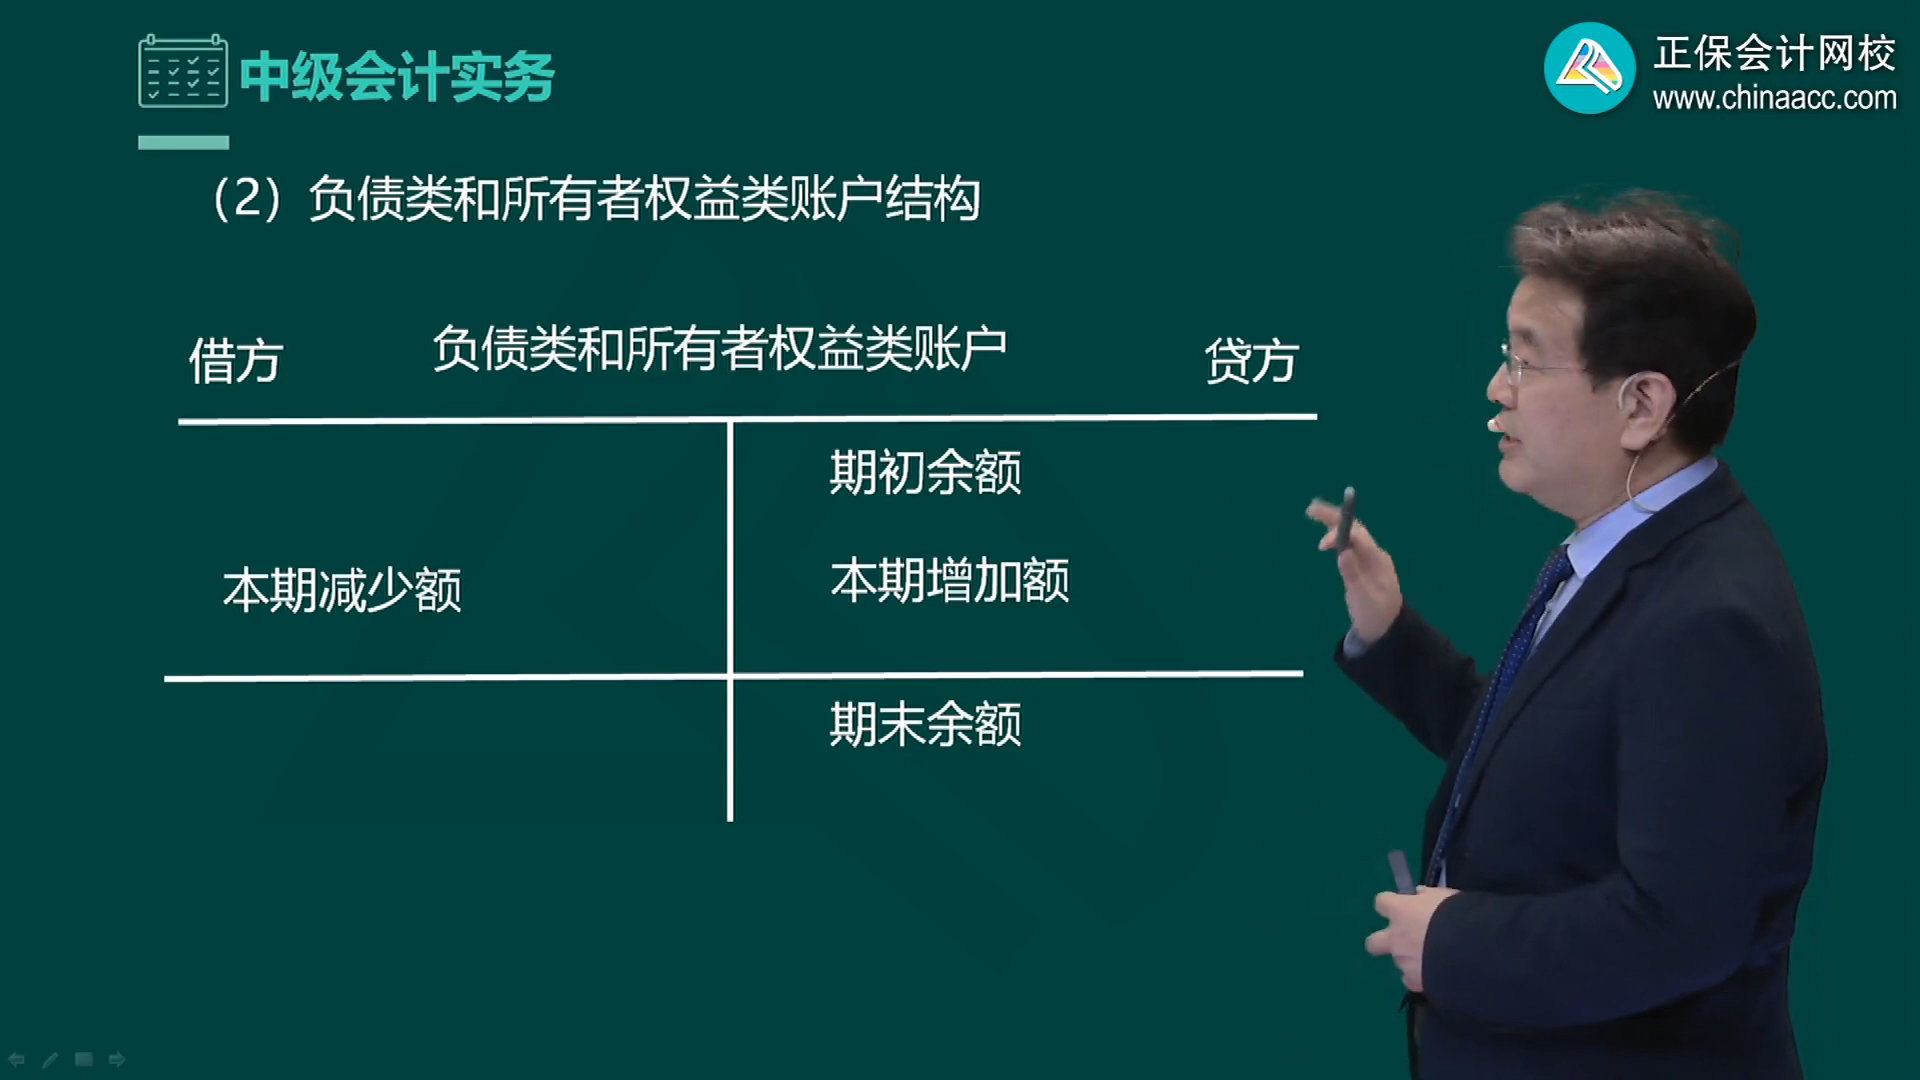 中级会计实务
正保会计网校
www.chinaacc.com
（2）负债类和所有者权益类账户结构
借方
负债类和所有者权益类账户
贷方
期初余额
本期减少额
本期增加额
期末余额